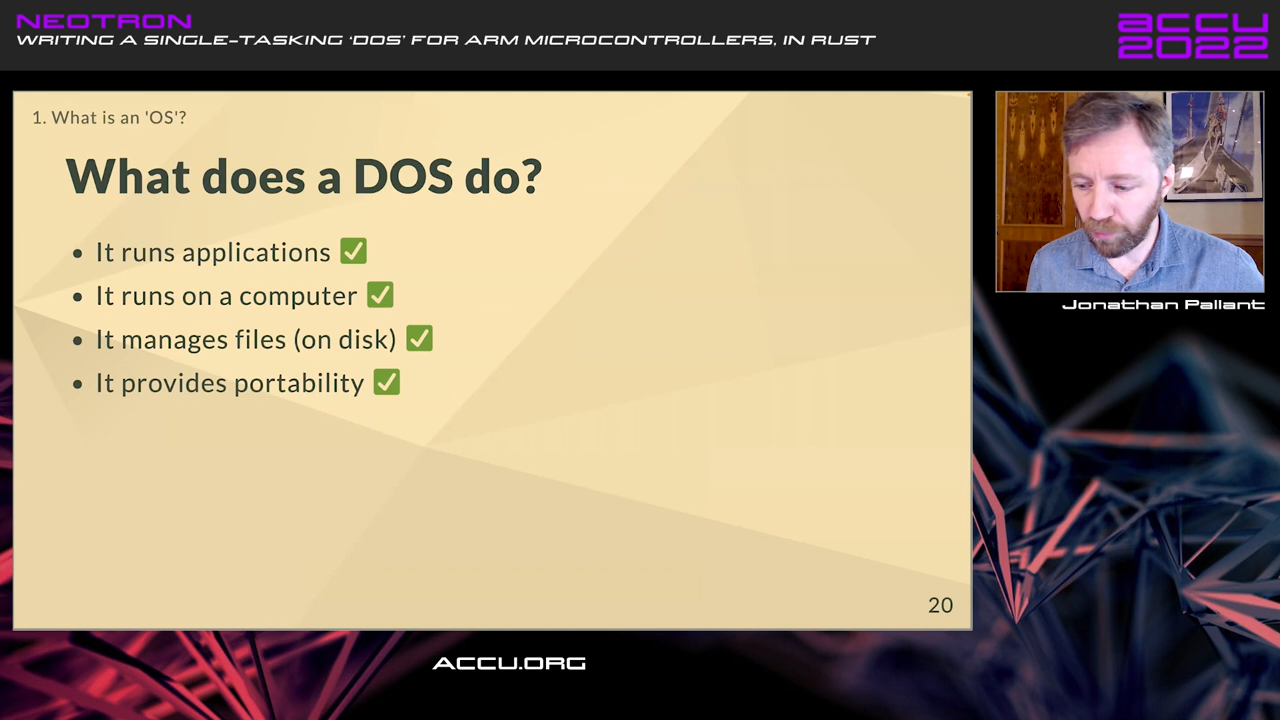 NEOTRON
WRITING A SINGLE-TASKING 'DOS' FOR ARM MICROCONTROLLERS, IN RUST
ACCU
2022
1. What is an 'OS'?
What does a DOS do?
• It runs applications ✅
• It runs on a computer ✅
• It manages files (on disk) ✅
• It provides portability ✅
20
Jonathan Pallant
ACCU.ORG